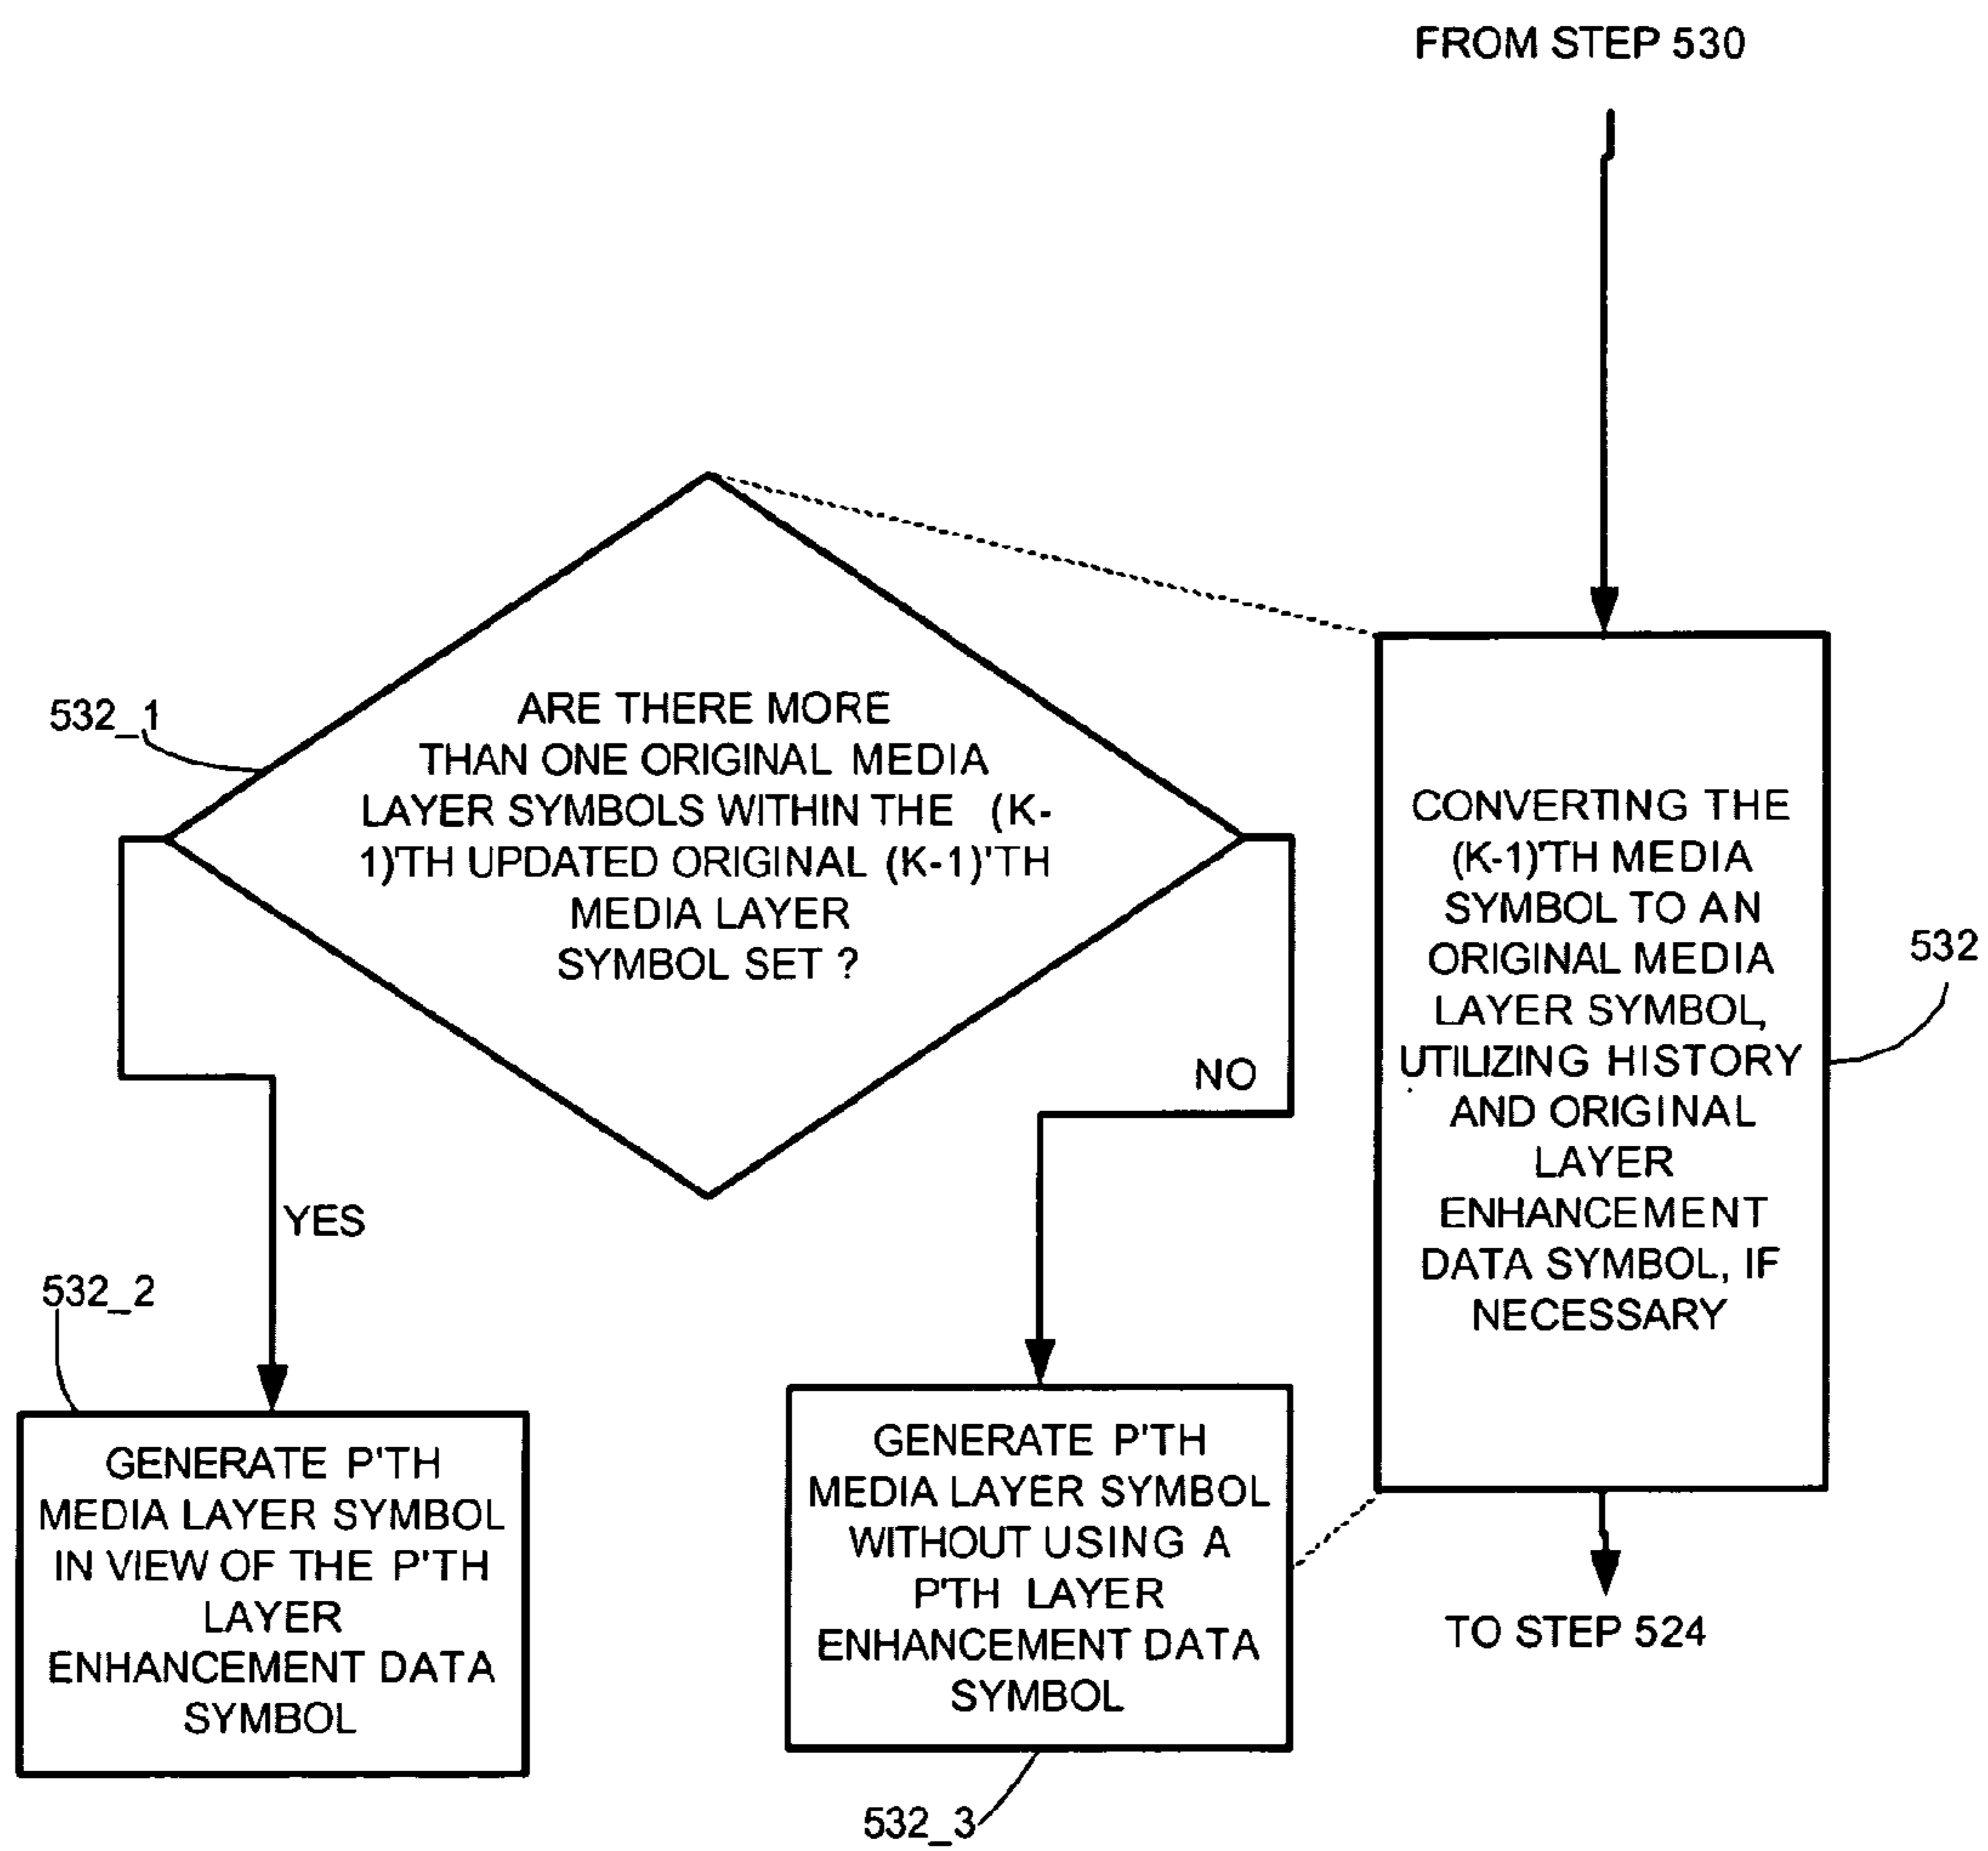 FROM STEP 530
532_1
ARE THERE MORE
THAN ONE ORIGINAL MEDIA
LAYER SYMBOLS WITHIN THE (K-
1)'TH UPDATED ORIGINAL (K-1)'TH
MEDIA LAYER
SYMBOL SET ?
YES
NO
532_2
GENERATE P'TH
MEDIA LAYER SYMBOL
IN VIEW OF THE P'TH
LAYER
ENHANCEMENT DATA
SYMBOL
GENERATE P'TH
MEDIA LAYER SYMBOL
WITHOUT USING A
P'TH LAYER
ENHANCEMENT DATA
SYMBOL
532_3
CONVERTING THE
(K-1)'TH MEDIA
SYMBOL TO AN
ORIGINAL MEDIA
LAYER SYMBOL,
UTILIZING HISTORY
AND ORIGINAL
LAYER
ENHANCEMENT
DATA SYMBOL, IF
NECESSARY
532
TO STEP 524